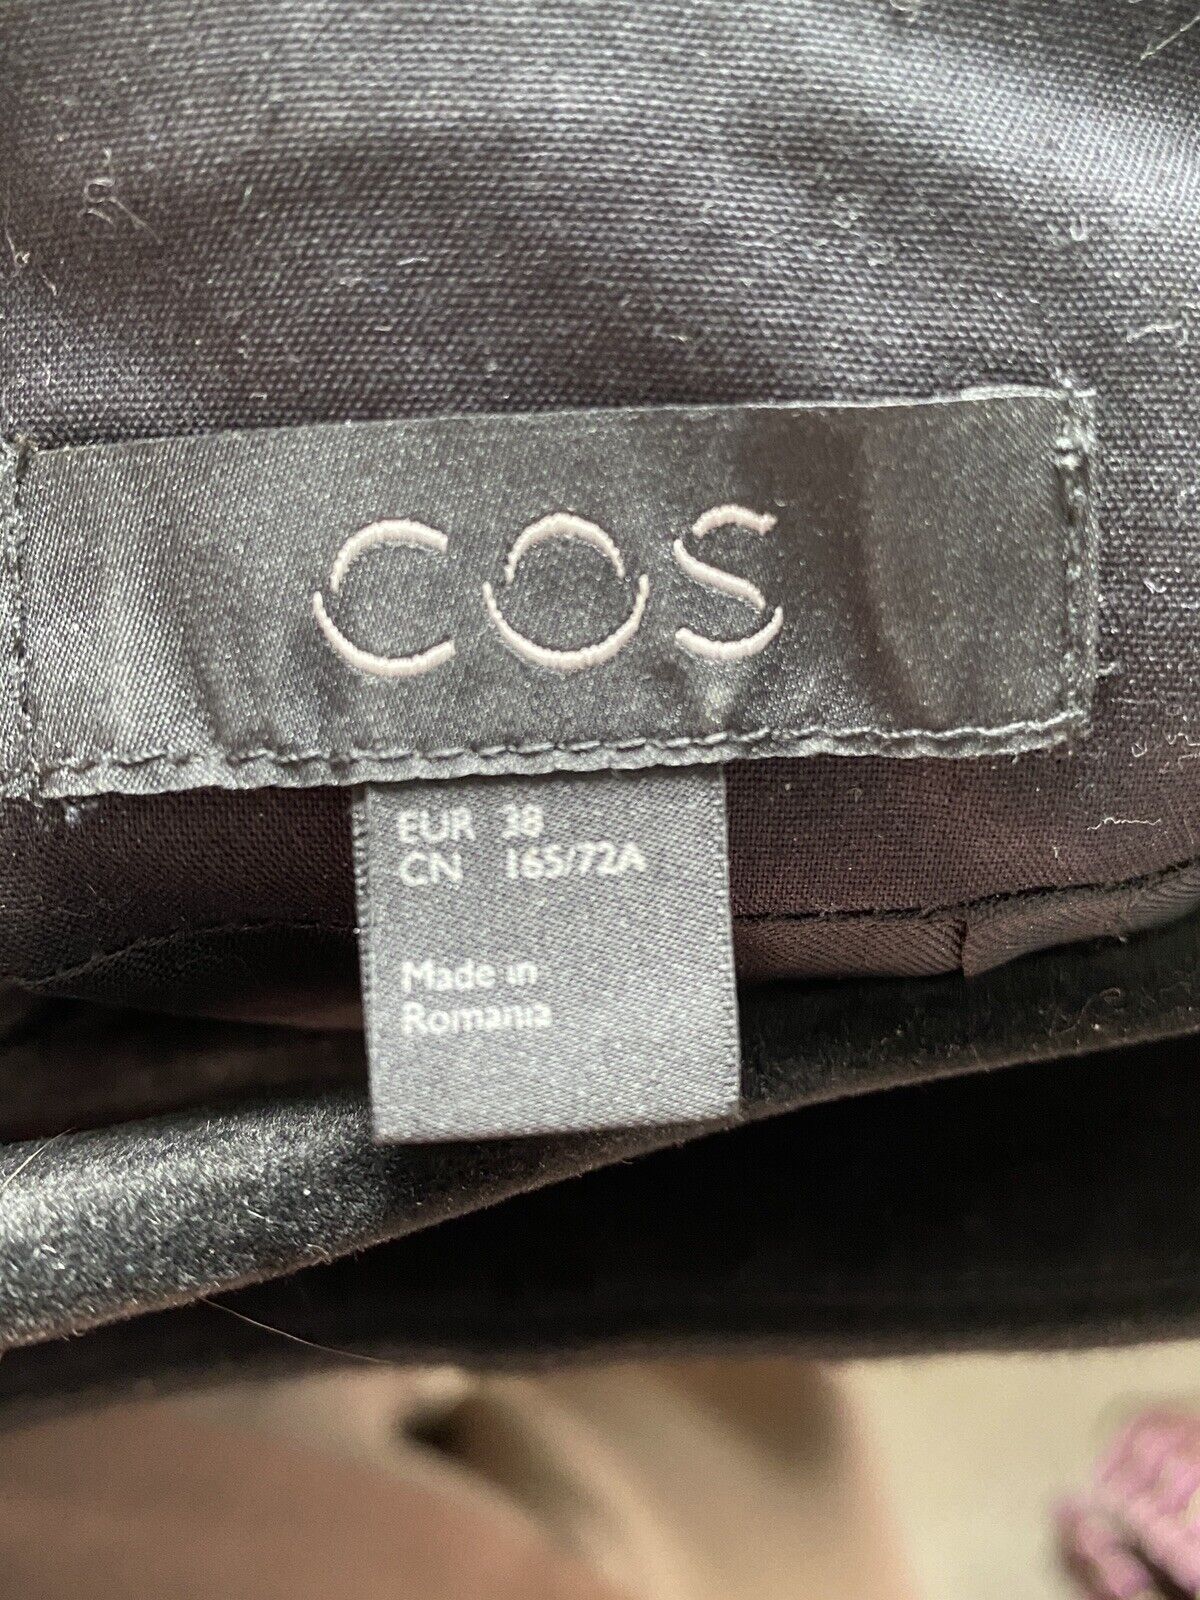 COS
EUR 38
CN 165/72A
Made in
Romania